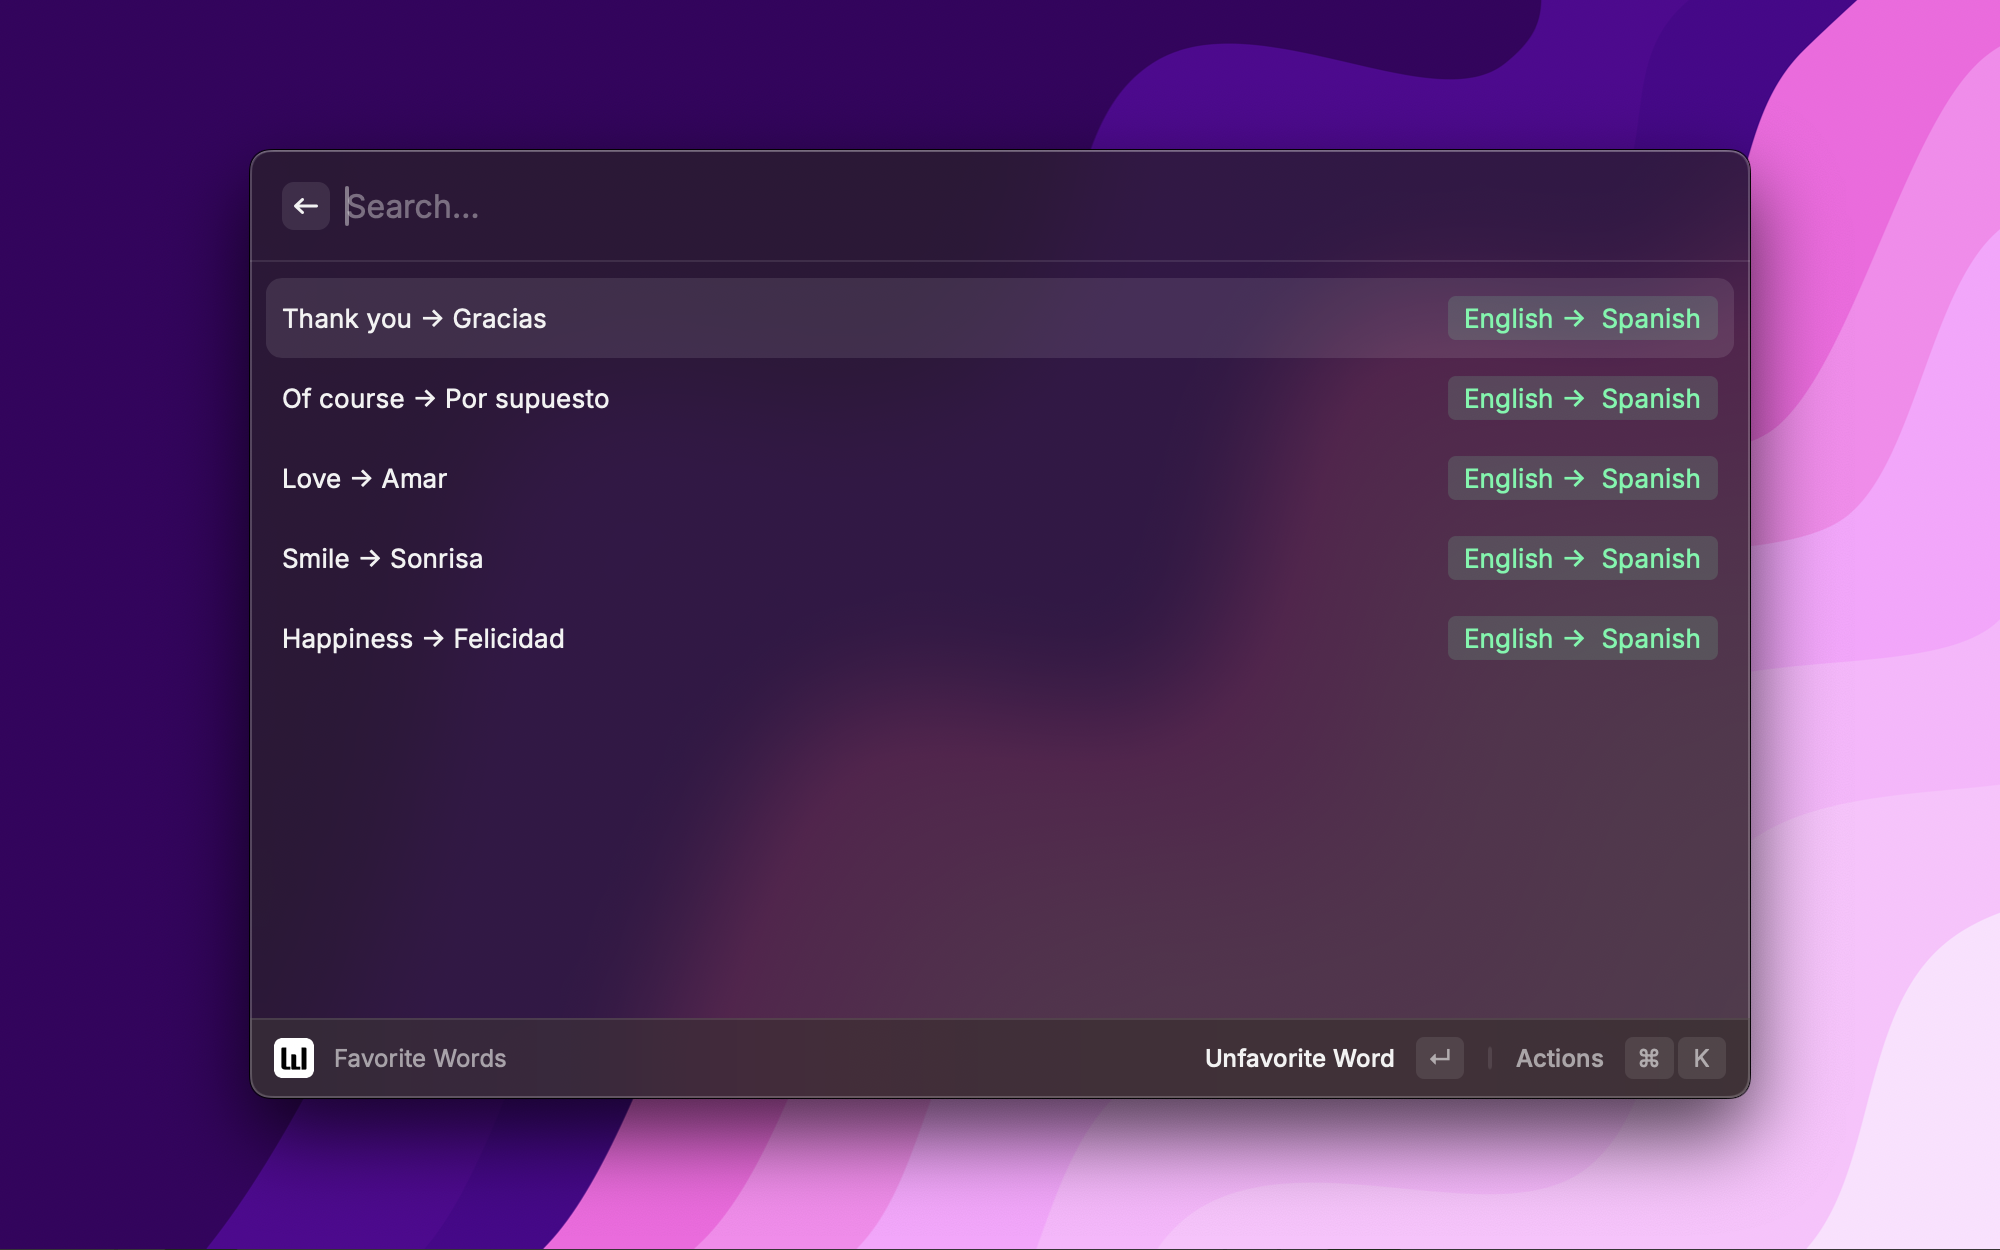 Search...
Thank you → Gracias English → Spanish
Of course → Por supuesto English → Spanish
Love → Amar English → Spanish
Smile → Sonrisa English → Spanish
Happiness → Felicidad English → Spanish
Favorite Words Unfavorite Word ↵ Actions ⌘ K